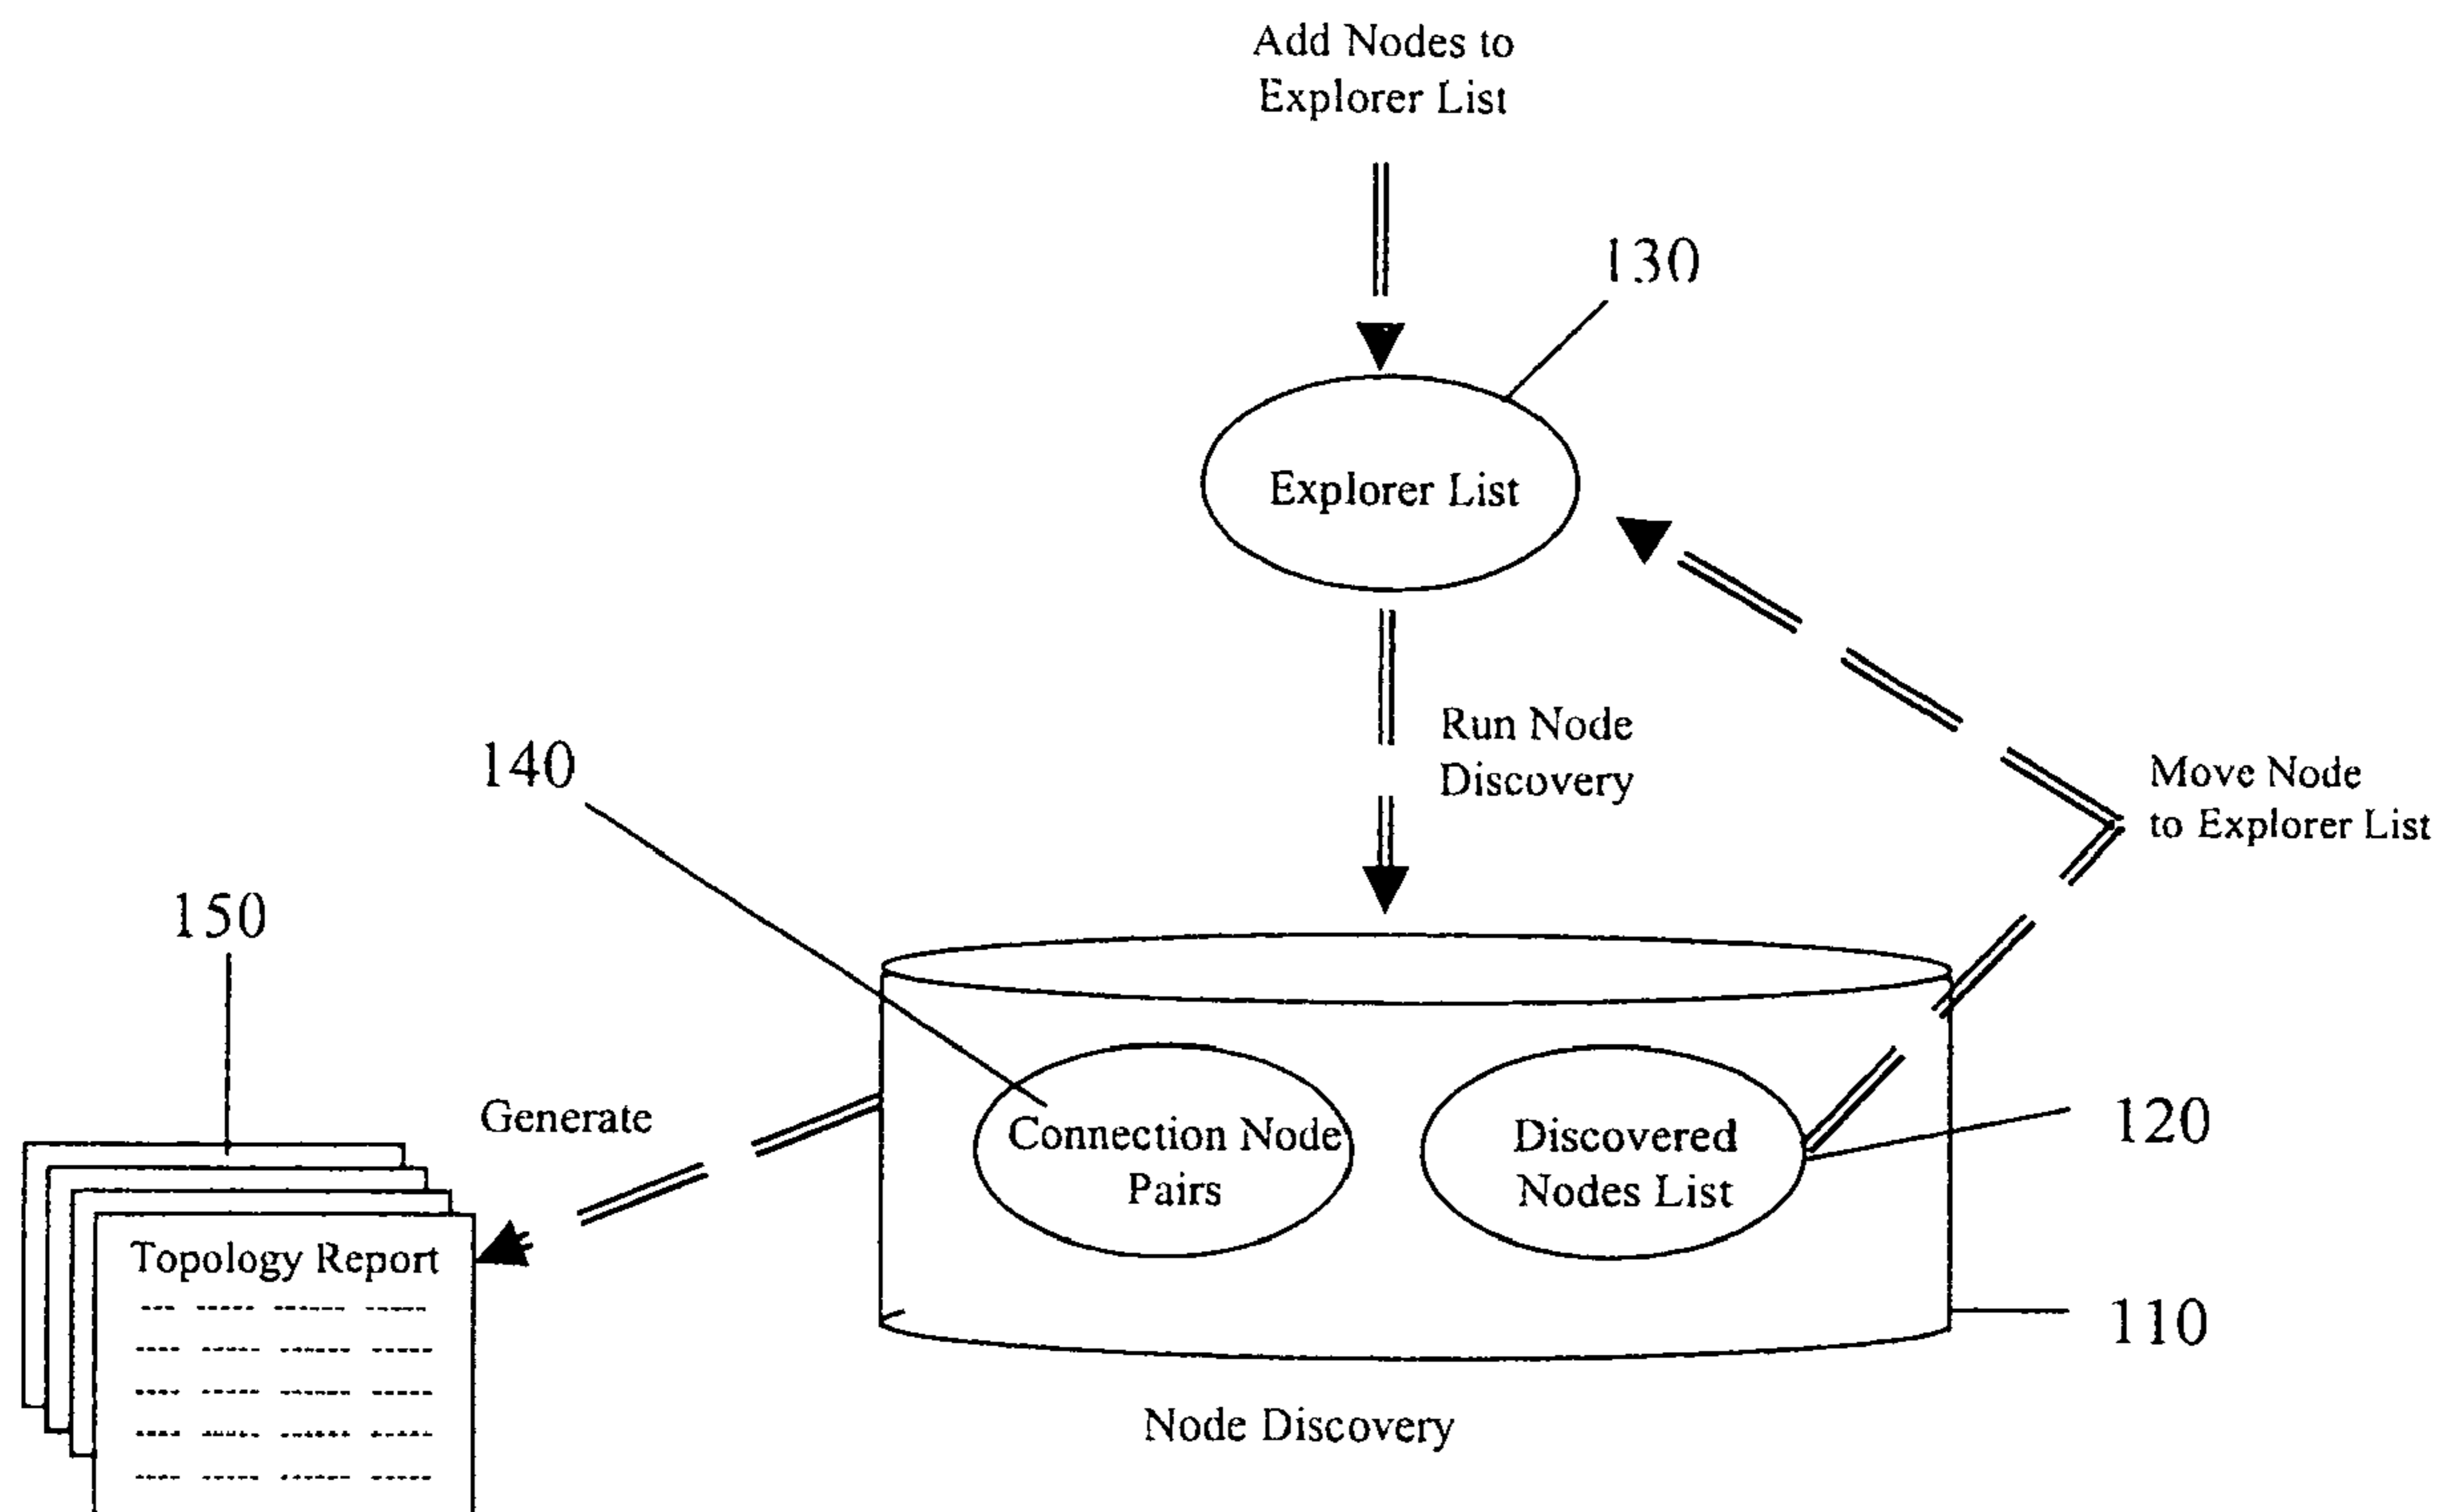 Add Nodes to
Explorer List
130
Explorer List
Run Node
Discovery
Move Node
to Explorer List
140
150
Generate
Connection Node
Pairs
Discovered
Nodes List
120
110
Topology Report
Node Discovery